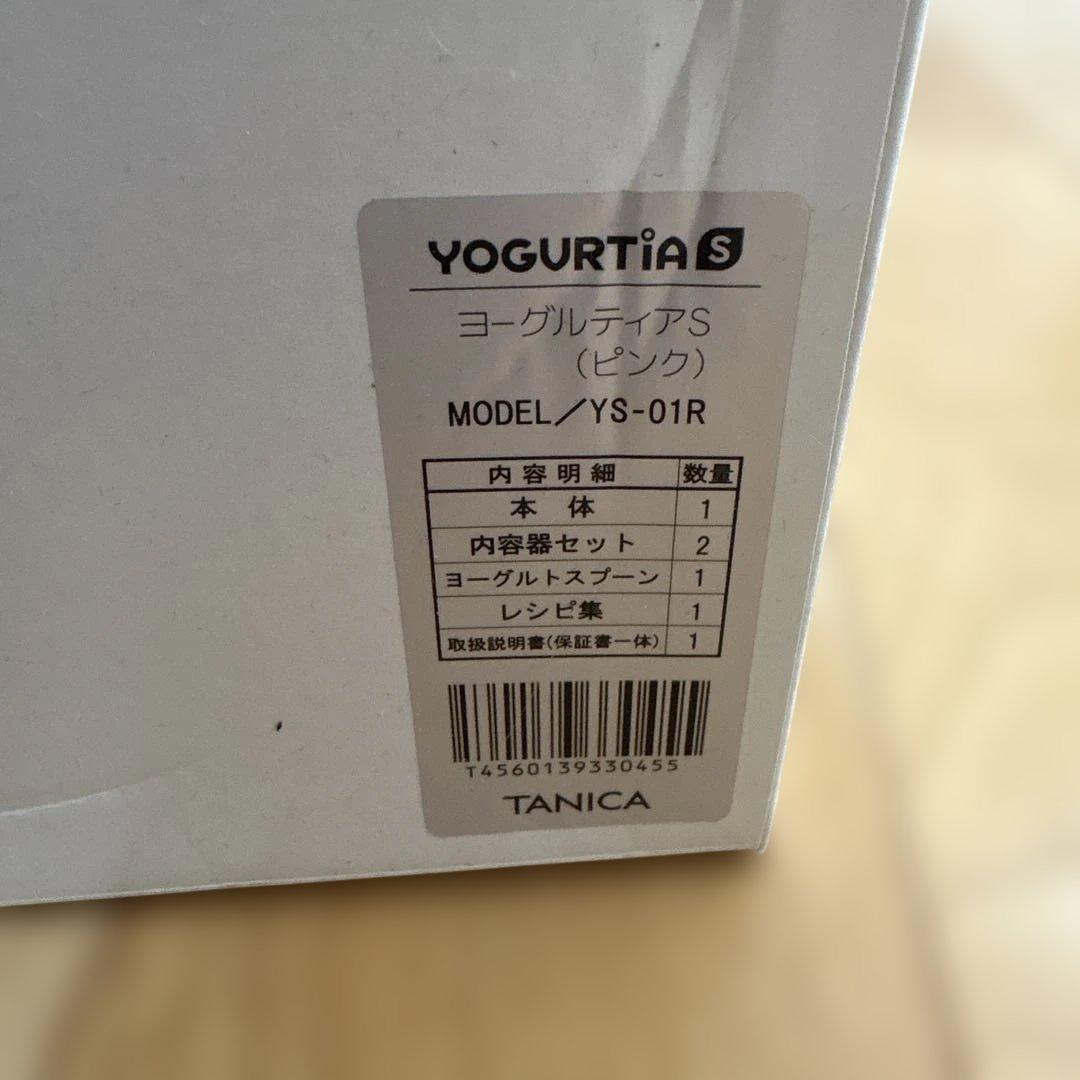 YOGURTiA S
ヨーグルティアS
(ピンク)
MODEL/YS-01R
内容明細 数量
本体 1
内容器セット 2
ヨーグルトスプーン 1
レシピ集 1
取扱説明書(保証書一体) 1
T4560139330455
TANICA